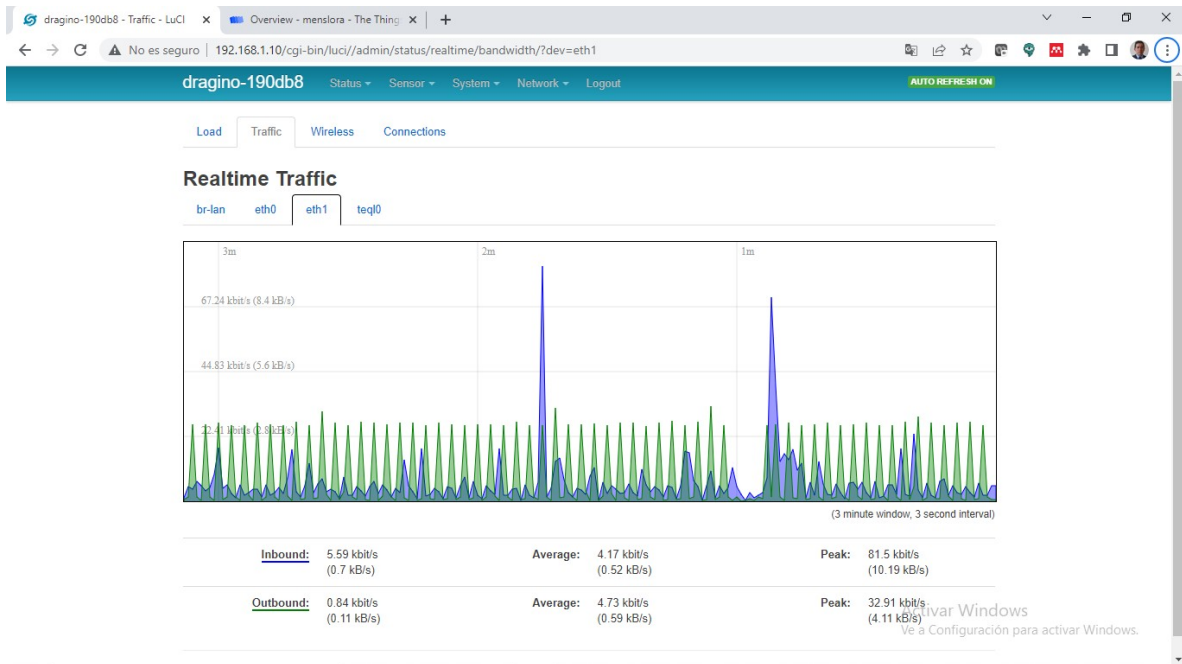 dragino-190db8 - Traffic - LuCI
Overview - menslora - The Thing
No es seguro 192.168.1.10/cgi-bin/luci//admin/status/realtime/bandwidth/?dev=eth1
dragino-190db8 Status Sensor System Network Logout AUTO REFRESH ON
Load Traffic Wireless Connections
Realtime Traffic
br-lan eth0 eth1 teql0
3m 2m 1m
67.24 kbit/s (8.4 kB/s)
44.83 kbit/s (5.6 kB/s)
22.41 kbit/s (2.8 kB/s)
(3 minute window, 3 second interval)
Inbound: 5.59 kbit/s Average: 4.17 kbit/s Peak: 81.5 kbit/s
(0.7 kB/s) (0.52 kB/s) (10.19 kB/s)
Outbound: 0.84 kbit/s Average: 4.73 kbit/s Peak: 32.91 kbit/s
(0.11 kB/s) (0.59 kB/s) (4.11 kB/s)
Activar Windows
Ve a Configuración para activar Windows.